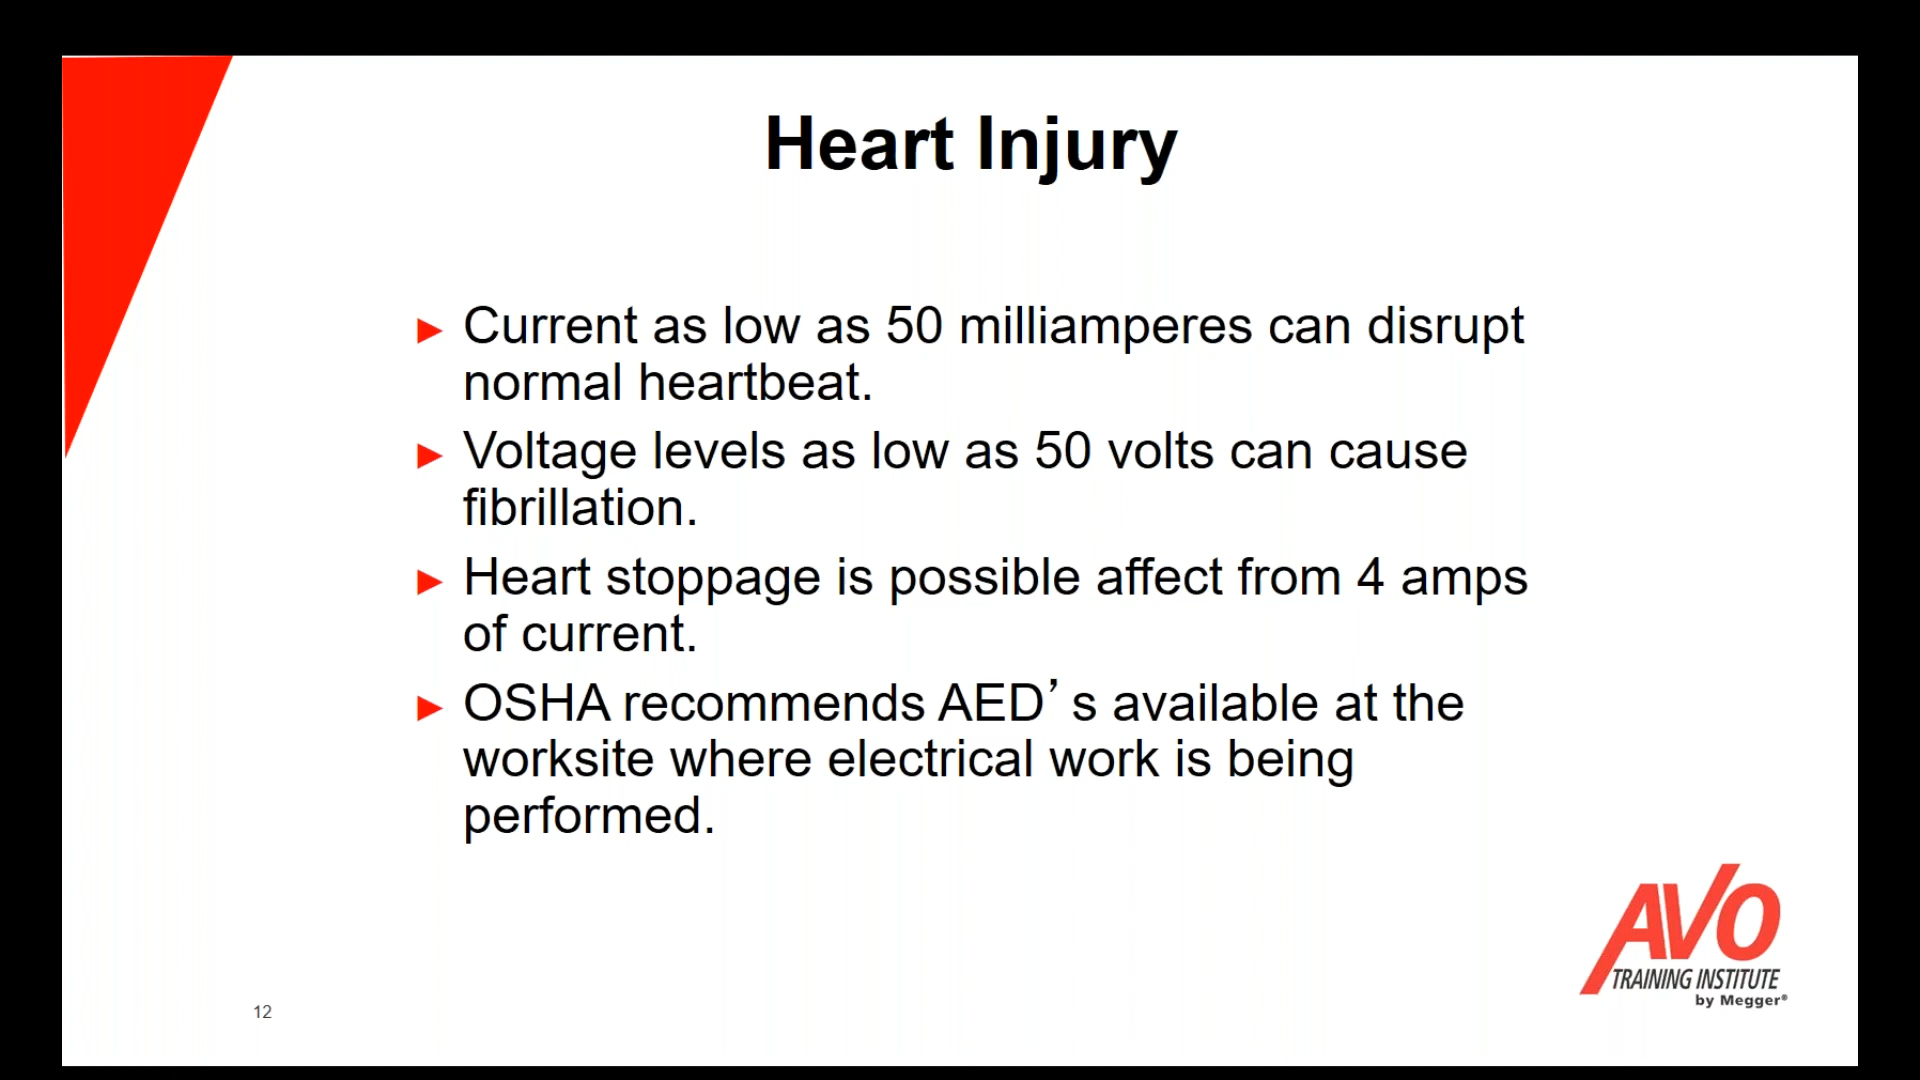 Heart Injury
Current as low as 50 milliamperes can disrupt
normal heartbeat.
Voltage levels as low as 50 volts can cause
fibrillation.
Heart stoppage is possible affect from 4 amps
of current.
OSHA recommends AED’s available at the
worksite where electrical work is being
performed.
AVO
TRAINING INSTITUTE
by Megger®
12